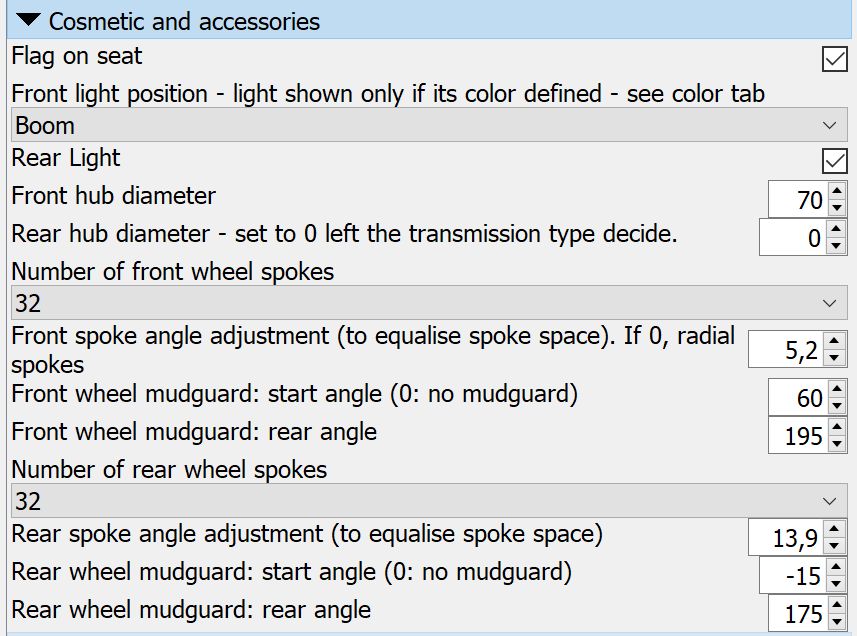 Cosmetic and accessories
Flag on seat
Front light position - light shown only if its color defined - see color tab
Boom
Rear Light
Front hub diameter
70
Rear hub diameter - set to 0 left the transmission type decide.
0
Number of front wheel spokes
32
Front spoke angle adjustment (to equalise spoke space). If 0, radial
spokes
5,2
Front wheel mudguard: start angle (0: no mudguard)
60
Front wheel mudguard: rear angle
195
Number of rear wheel spokes
32
Rear spoke angle adjustment (to equalise spoke space)
13,9
Rear wheel mudguard: start angle (0: no mudguard)
-15
Rear wheel mudguard: rear angle
175